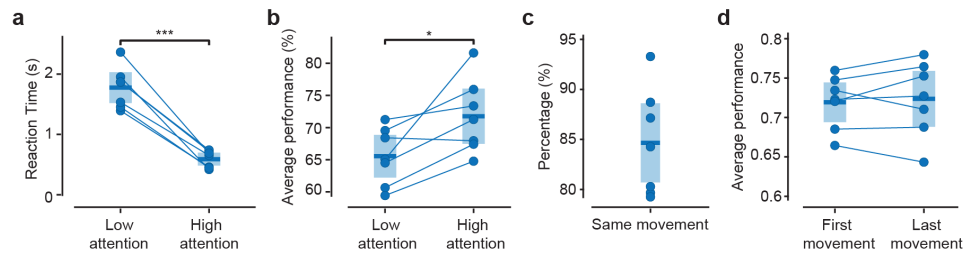 a
***
Reaction Time (s)
2
1
0
Low
attention
High
attention
b
*
Average performance (%)
80
75
70
65
60
Low
attention
High
attention
c
Percentage (%)
95
90
85
80
Same movement
d
Average performance
0.8
0.75
0.7
0.65
0.6
First
movement
Last
movement